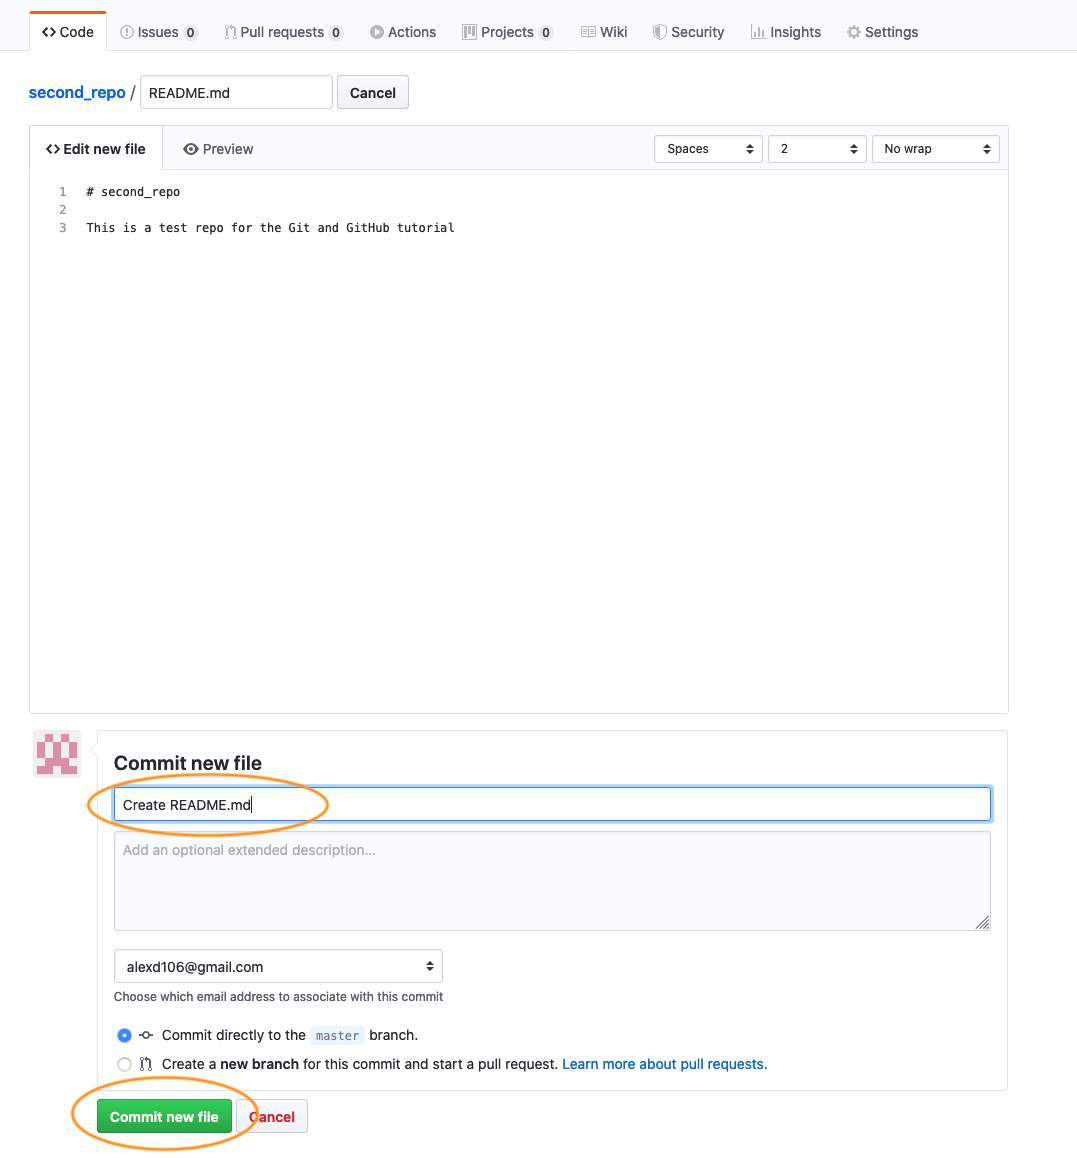 <> Code Issues 0 Pull requests 0 Actions Projects 0 Wiki Security Insights Settings
second_repo / README.md Cancel
<> Edit new file Preview Spaces 2 No wrap
1 # second_repo
2
3 This is a test repo for the Git and GitHub tutorial
Commit new file
Create README.md
Add an optional extended description...
alexd106@gmail.com
Choose which email address to associate with this commit
Commit directly to the master branch.
Create a new branch for this commit and start a pull request. Learn more about pull requests.
Commit new file Cancel